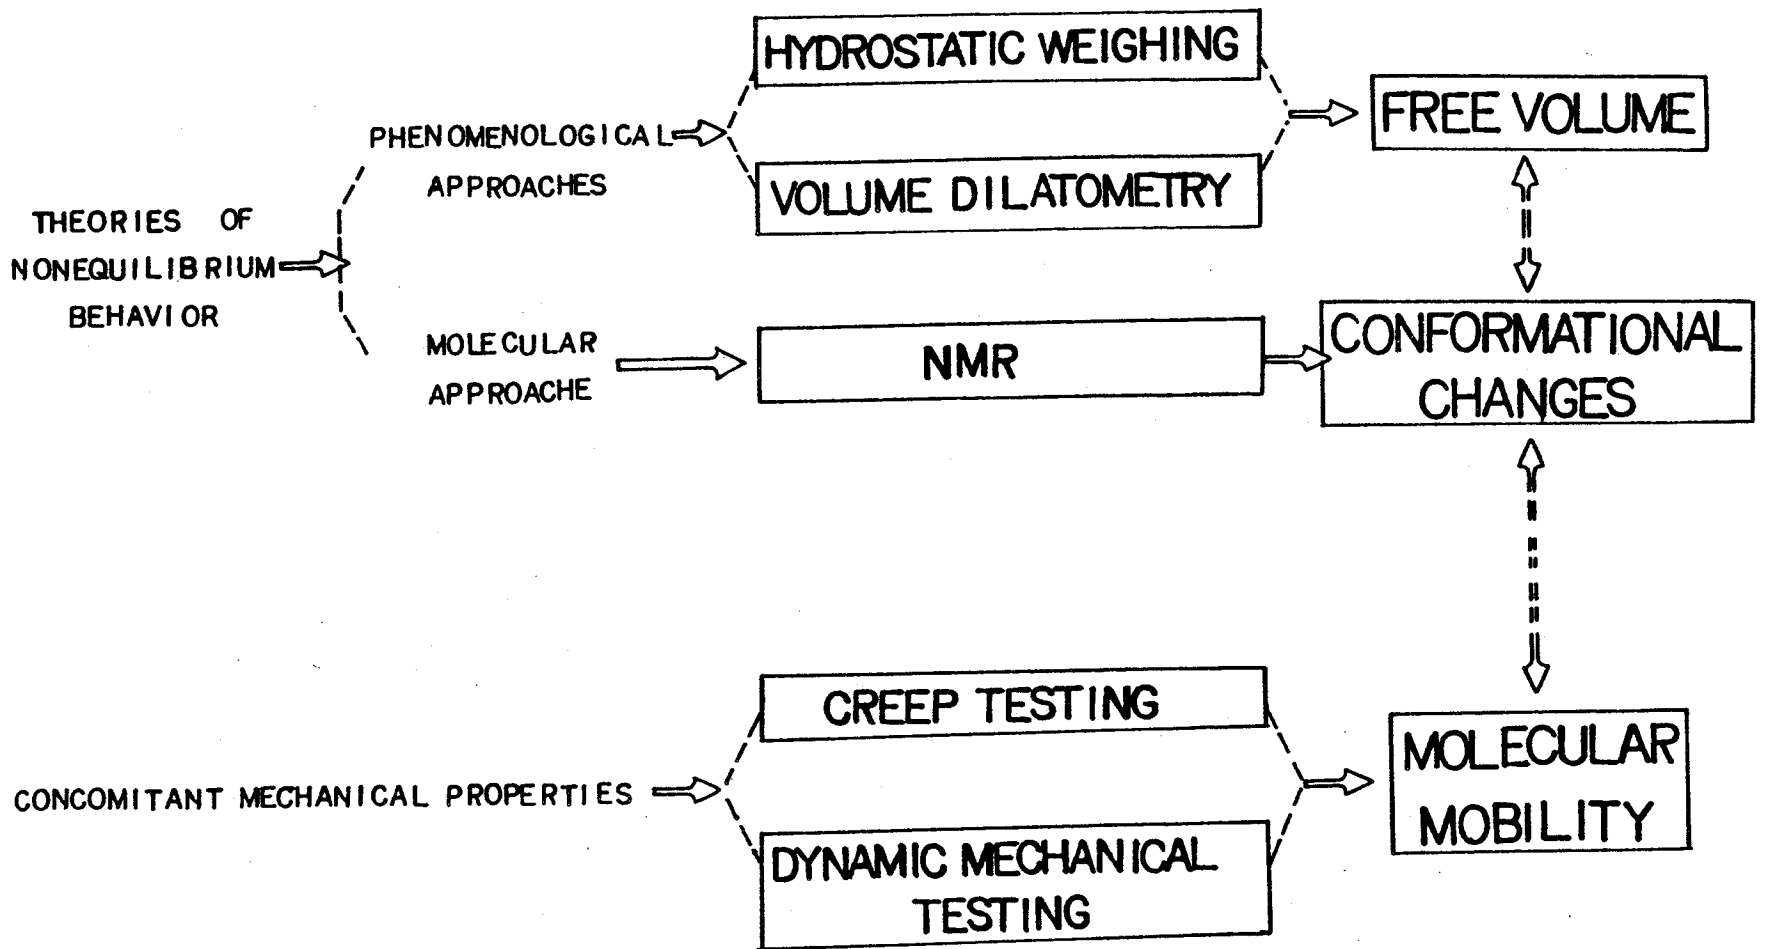 THEORIES OF
NONEQUILIBRIUM
BEHAVIOR
PHENOMENOLOGICAL
APPROACHES
HYDROSTATIC WEIGHING
VOLUME DILATOMETRY
FREE VOLUME
MOLECULAR
APPROACHE
NMR
CONFORMATIONAL
CHANGES
CONCOMITANT MECHANICAL PROPERTIES
CREEP TESTING
DYNAMIC MECHANICAL
TESTING
MOLECULAR
MOBILITY